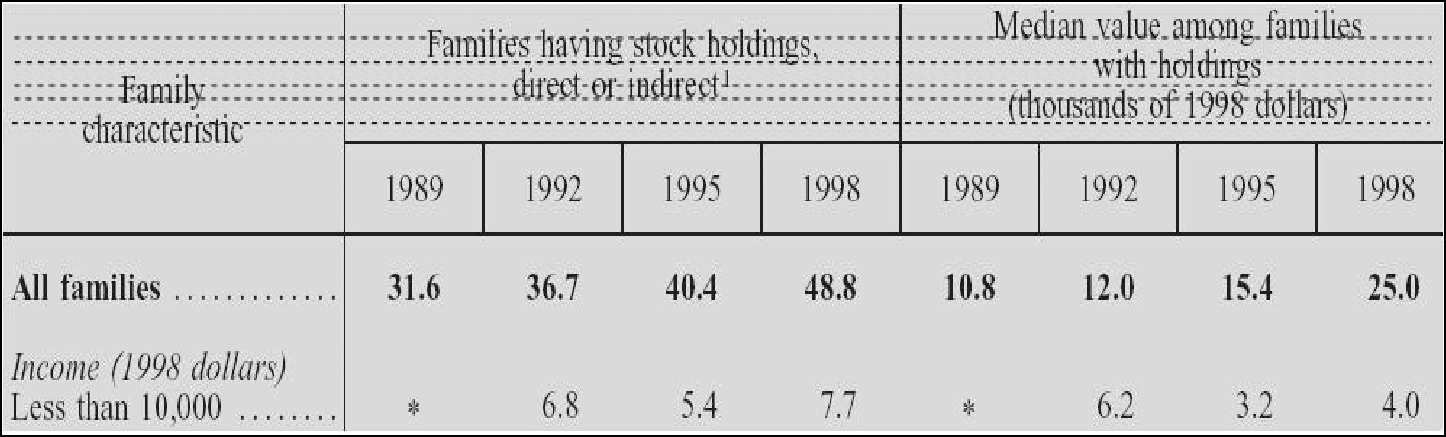 Family
characteristic
Families having stock holdings,
direct or indirect¹
Median value among families
with holdings
(thousands of 1998 dollars)
1989 1992 1995 1998 1989 1992 1995 1998
All families ............. 31.6 36.7 40.4 48.8 10.8 12.0 15.4 25.0
Income (1998 dollars)
Less than 10,000 ........ * 6.8 5.4 7.7 * 6.2 3.2 4.0